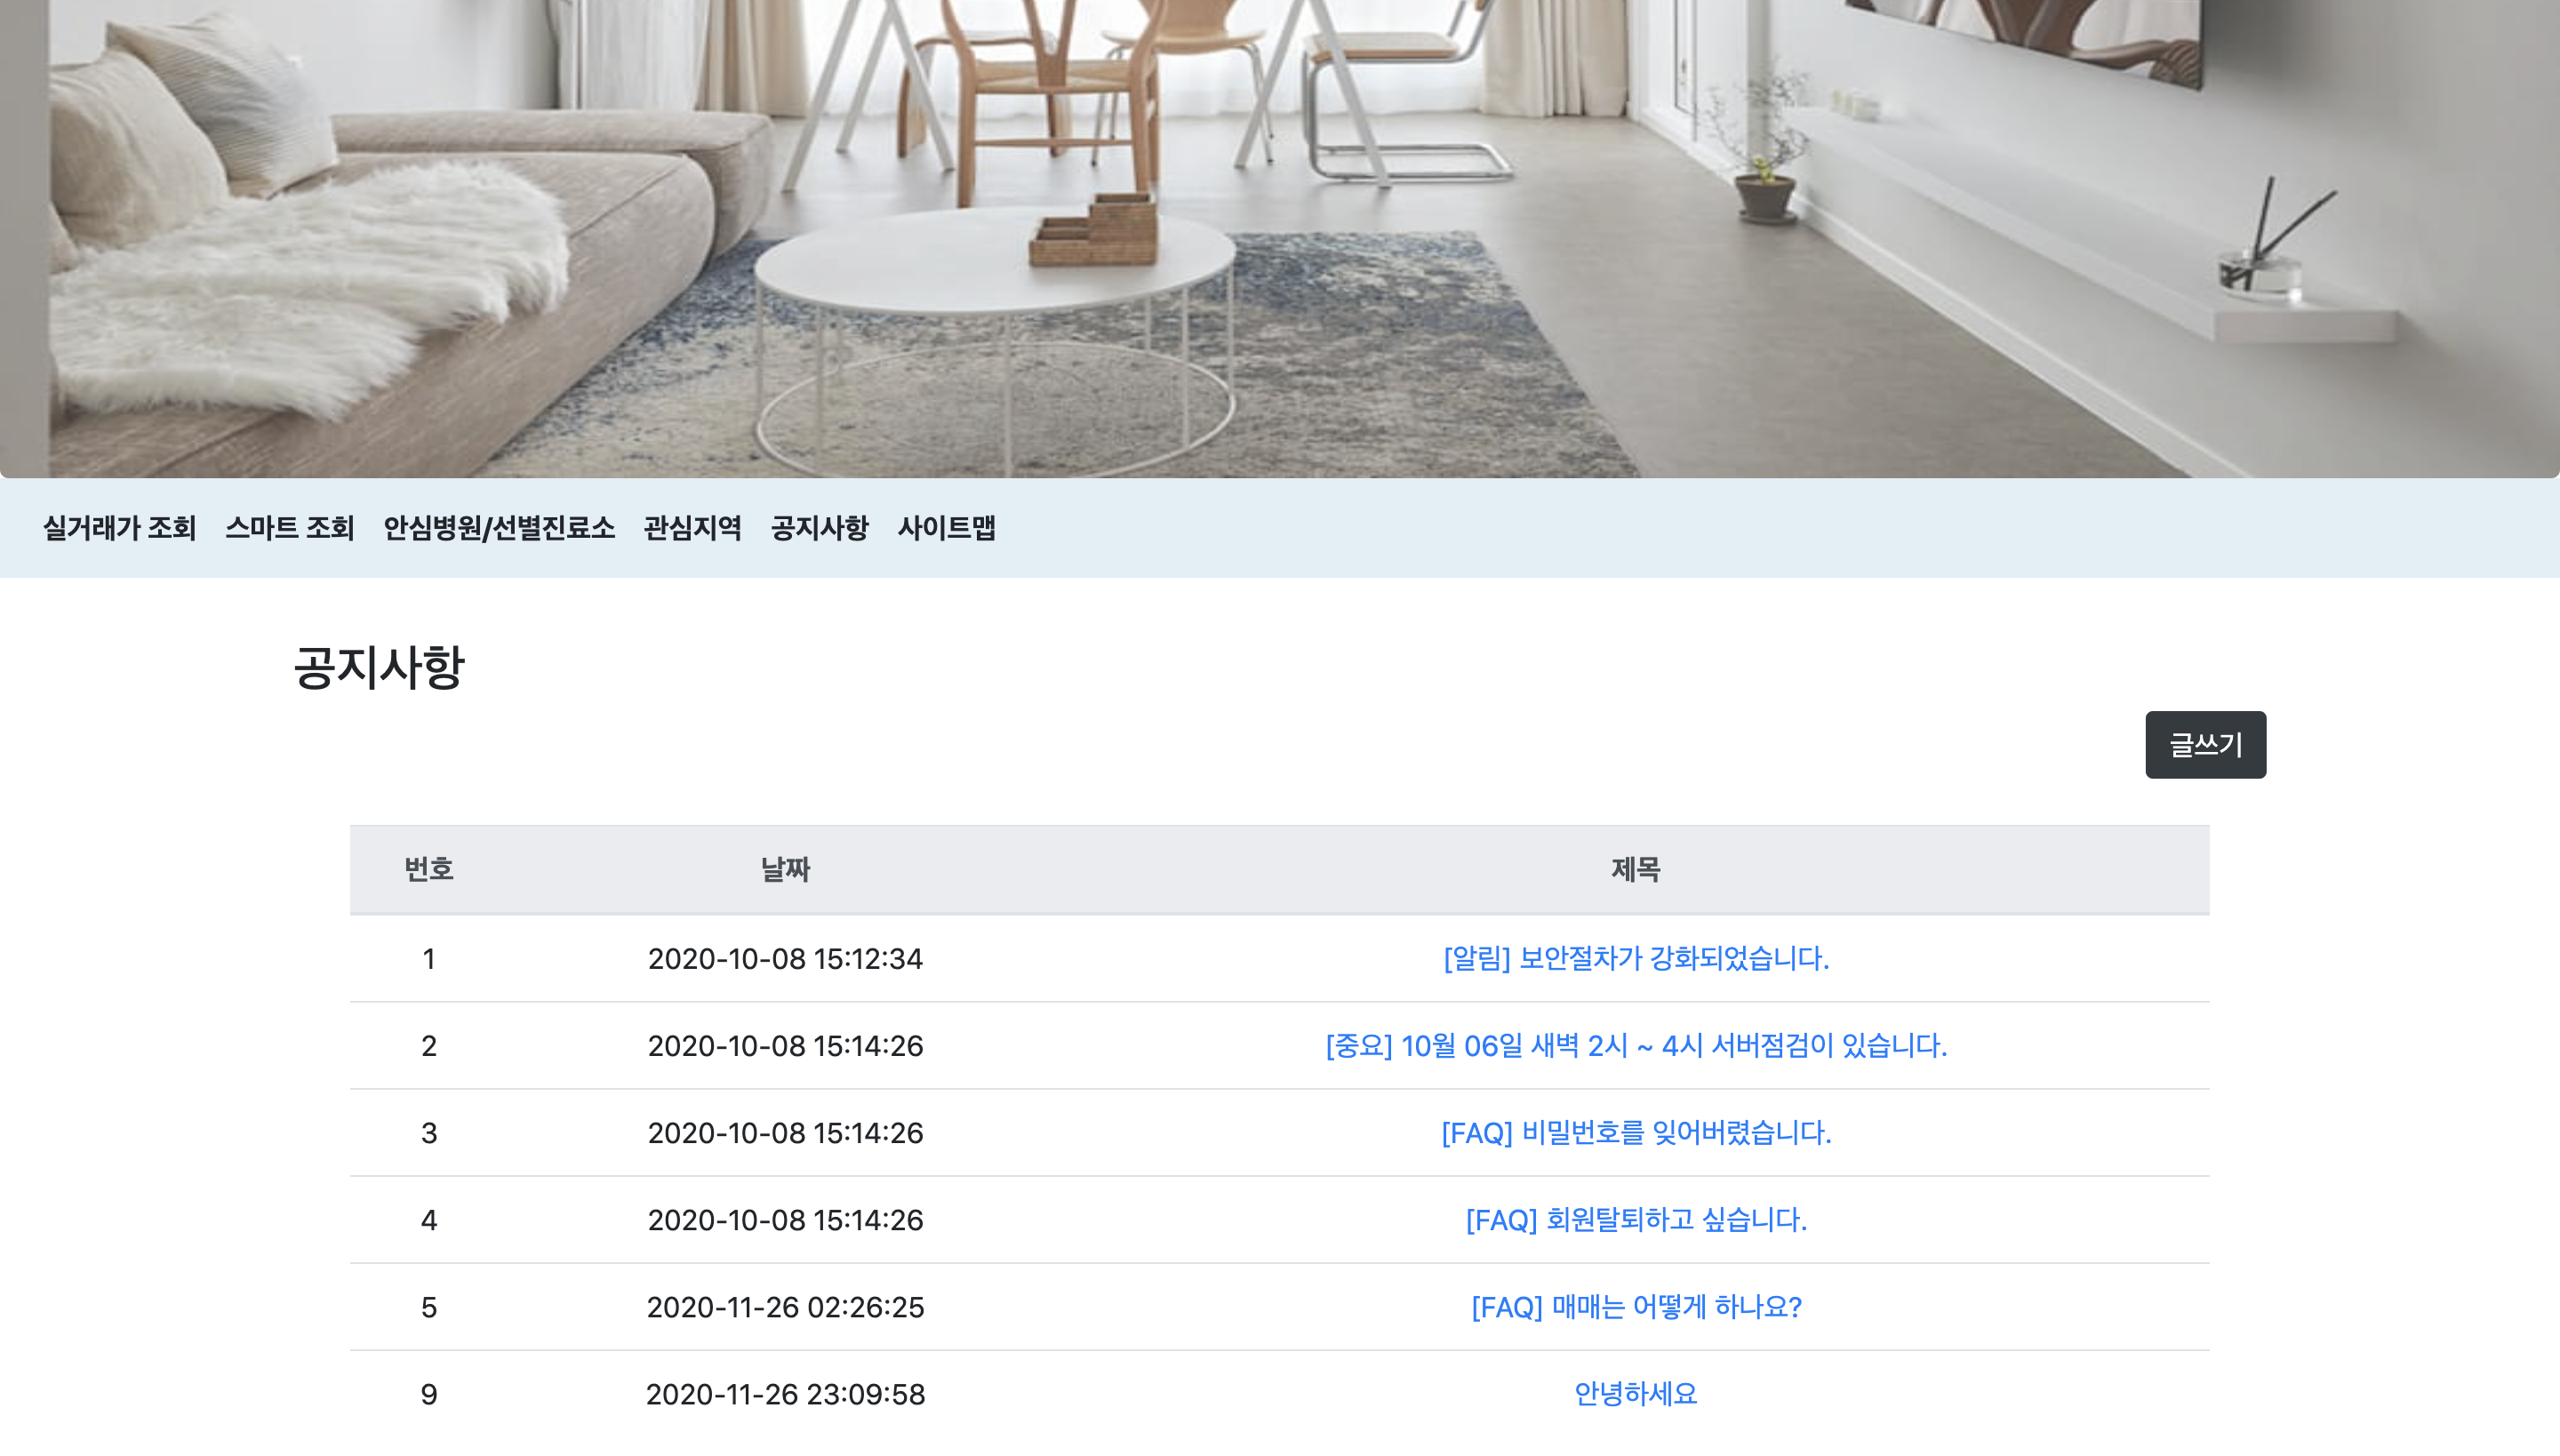 실거래가 조회 스마트 조회 안심병원/선별진료소 관심지역 공지사항 사이트맵
공지사항
글쓰기
번호 날짜 제목
1 2020-10-08 15:12:34 [알림] 보안절차가 강화되었습니다.
2 2020-10-08 15:14:26 [중요] 10월 06일 새벽 2시 ~ 4시 서버점검이 있습니다.
3 2020-10-08 15:14:26 [FAQ] 비밀번호를 잊어버렸습니다.
4 2020-10-08 15:14:26 [FAQ] 회원탈퇴하고 싶습니다.
5 2020-11-26 02:26:25 [FAQ] 매매는 어떻게 하나요?
9 2020-11-26 23:09:58 안녕하세요